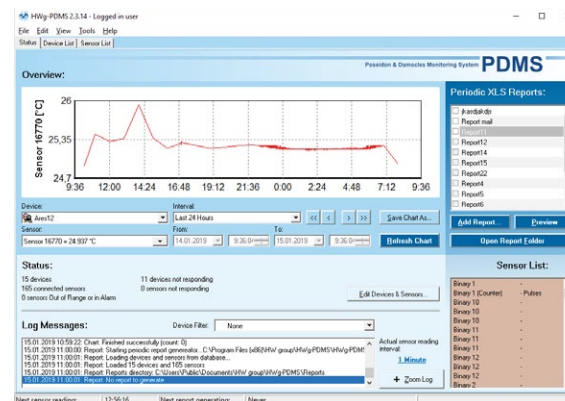 HWg-PDMS 2.3.14 - Logged in user
File Edit View Tools Help
Status Device List Sensor List
Poseidon & Damocles Monitoring System PDMS
Overview:
Sensor 16770 [°C]
26
25,35
24,7
9:36 12:00 14:24 16:48 19:12 21:36 0:00 2:24 4:48 7:12 9:36
Device: Interval:
Ares12 Last 24 Hours << < > >> Save Chart As...
Sensor: From: To:
Sensor 16770 = 24.937 °C 14.01.2019 9:36:0 15.01.2019 9:36:0 Refresh Chart
Periodic XLS Reports:
jkasdjakdjs
Report mail
Report11
Report12
Report14
Report15
Report22
Report4
Report5
Report6
Add Report... Preview
Open Report Folder
Status:
15 devices 11 devices not responding
165 connected sensors 0 sensors not responding
0 sensors Out of Range or in Alarm
Edit Devices & Sensors...
Sensor List:
Binary 1 -
Binary 1 (Counter) - Pulses
Binary 10 -
Binary 10 -
Binary 11 -
Binary 11 -
Binary 12 -
Binary 12 -
Binary 2 -
Log Messages: Device Filter: None
15.01.2019 10:59:22: Chart: Finished successfully (count: 0)
15.01.2019 11:00:00: Report: Starting periodic report generator...C:\Program Files (x86)\HW group\HWg-PDMS\HWg-PDMS
15.01.2019 11:00:01: Report: Loading devices and sensors from database...
15.01.2019 11:00:01: Report: Loaded 15 devices and 165 sensors
15.01.2019 11:00:01: Report: Reports directory: C:\Users\Public\Documents\HW group\HWg-PDMS\Reports
15.01.2019 11:00:01: Report: No report to generate
Actual sensor reading
interval:
1 Minute
+ Zoom Log
Next sensor reading: 12:56:16 Next report generating: Never